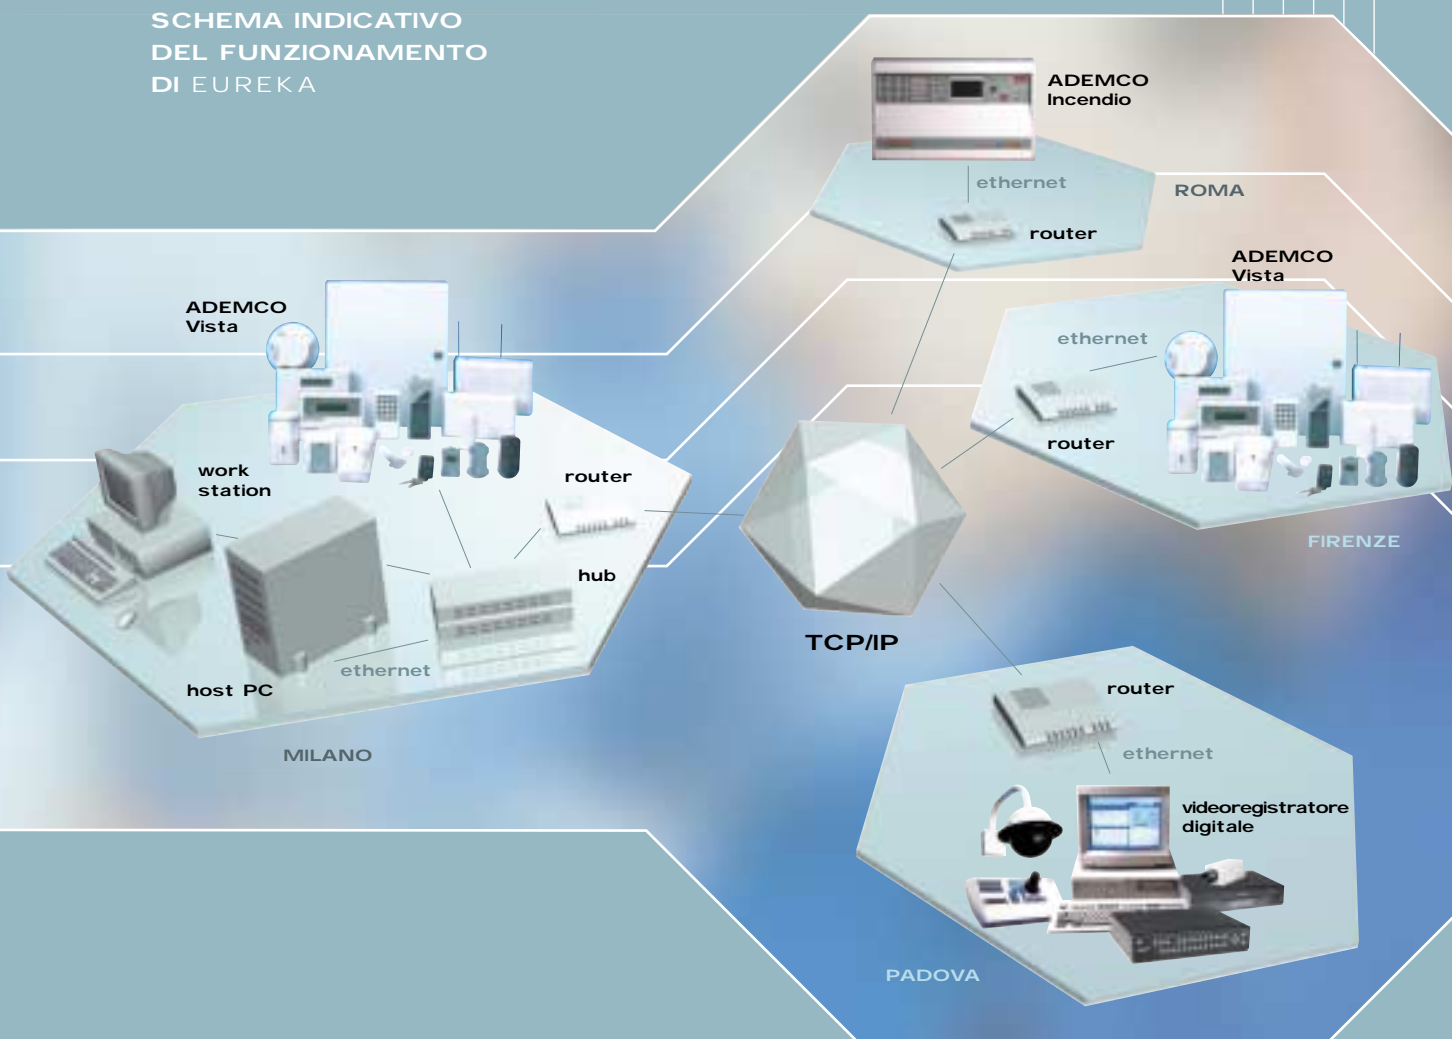 SCHEMA INDICATIVO
DEL FUNZIONAMENTO
DI EUREKA
ADEMCO
Incendio
ethernet
router
ROMA
ADEMCO
Vista
ethernet
router
FIRENZE
ADEMCO
Vista
work
station
router
hub
ethernet
host PC
MILANO
TCP/IP
router
ethernet
videoregistratore
digitale
PADOVA